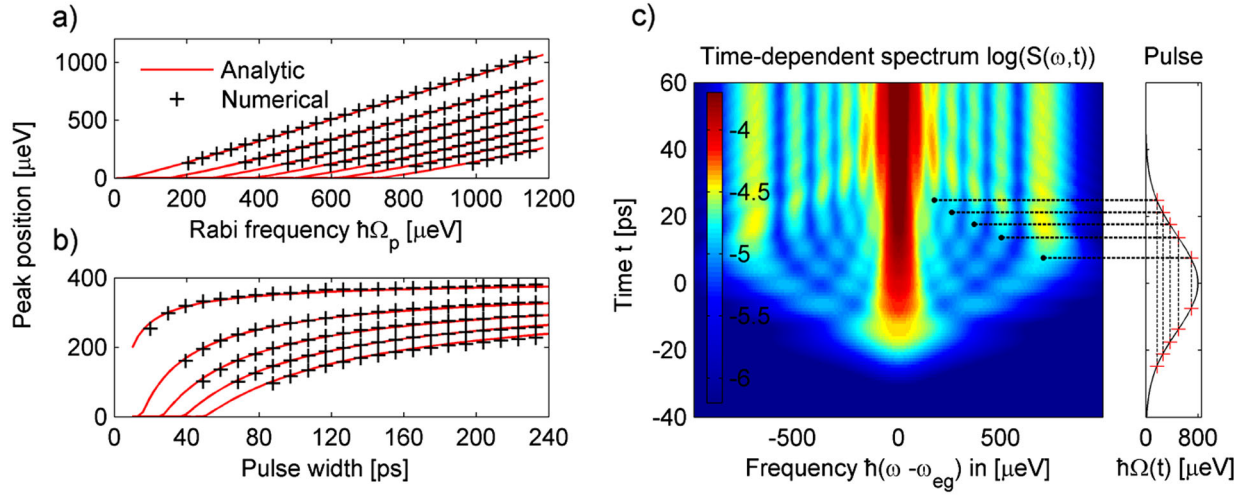 a)
1000
500
0
Analytic
Numerical
0 200 400 600 800 1000 1200
Rabi frequency ħΩp [μeV]
Peak position [μeV]
b)
400
200
0
0 40 80 120 160 200 240
Pulse width [ps]
c)
Time-dependent spectrum log(S(ω,t))
Pulse
60
40
20
0
-20
-40
Time t [ps]
-4
-4.5
-5
-5.5
-6
-500 0 500
Frequency ħ(ω -ωeg) in [μeV]
0 800
ħΩ(t) [μeV]